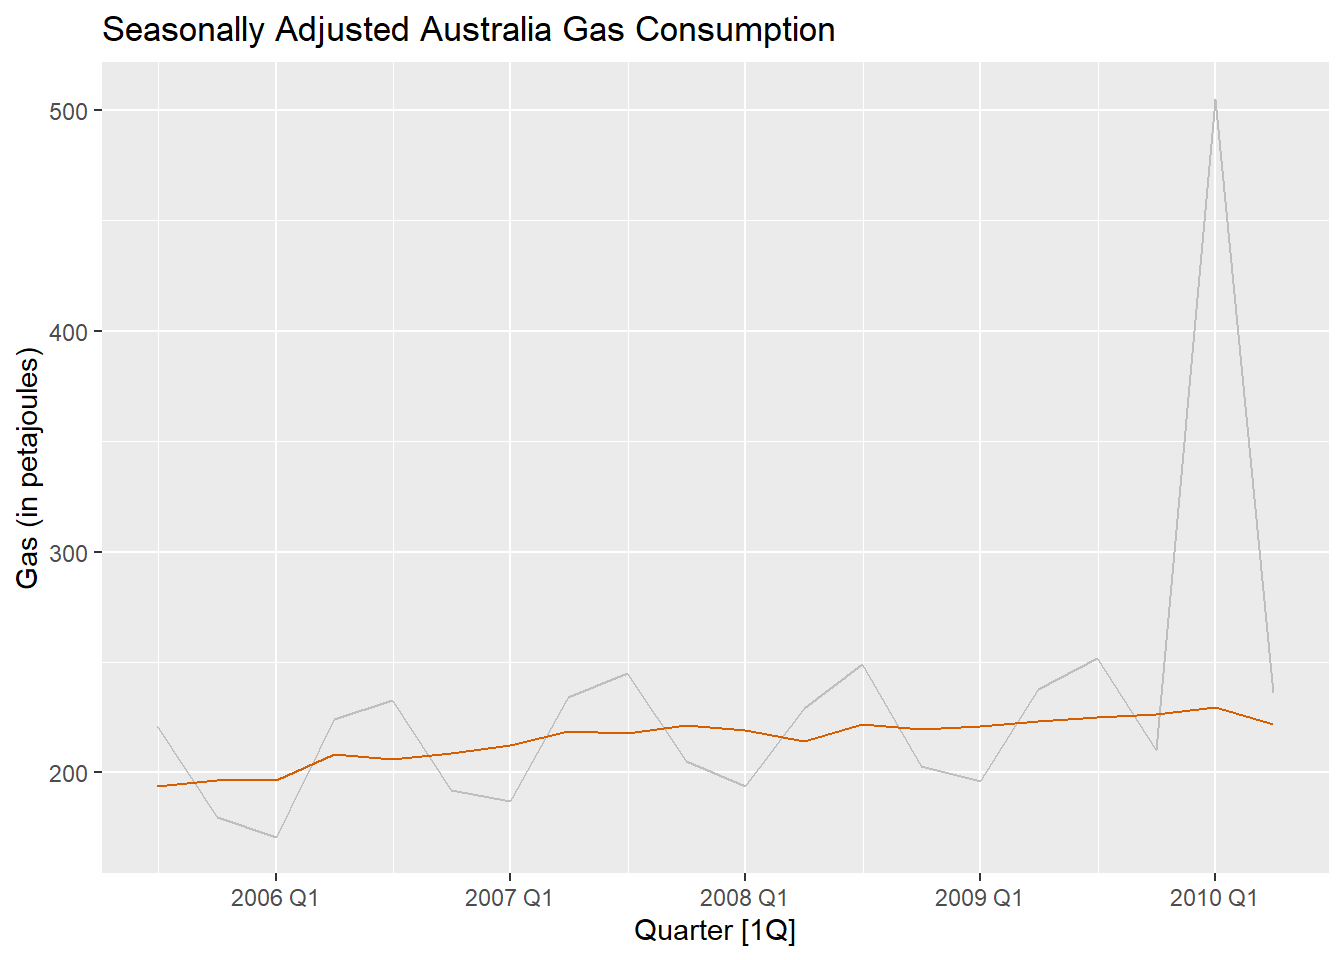 Seasonally Adjusted Australia Gas Consumption
Gas (in petajoules)
500
400
300
200
2006 Q1
2007 Q1
2008 Q1
2009 Q1
2010 Q1
Quarter [1Q]